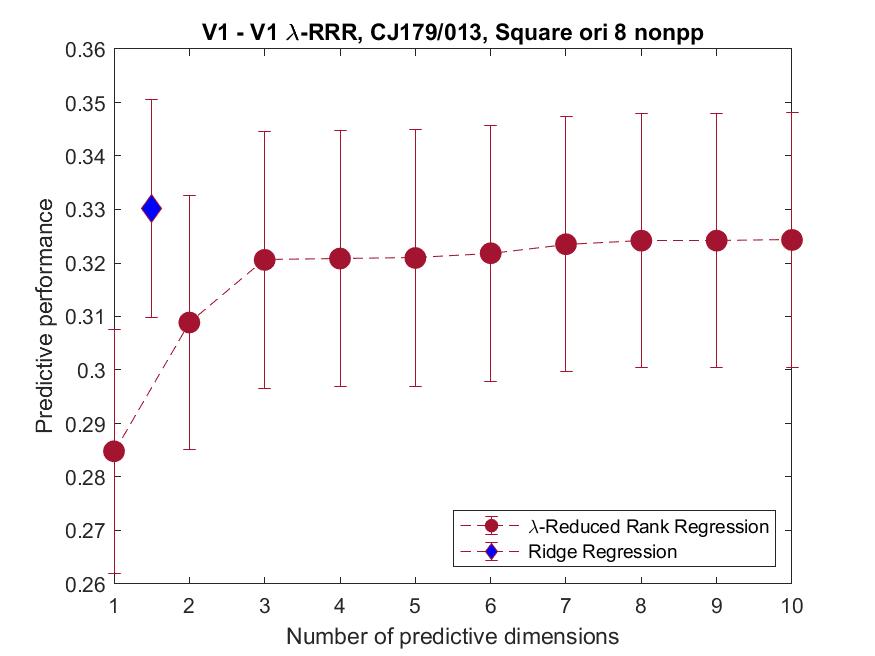 V1 - V1 λ-RRR, CJ179/013, Square ori 8 nonpp
0.36
0.35
0.34
0.33
0.32
0.31
0.3
0.29
0.28
0.27
0.26
Predictive performance
λ-Reduced Rank Regression
Ridge Regression
1 2 3 4 5 6 7 8 9 10
Number of predictive dimensions